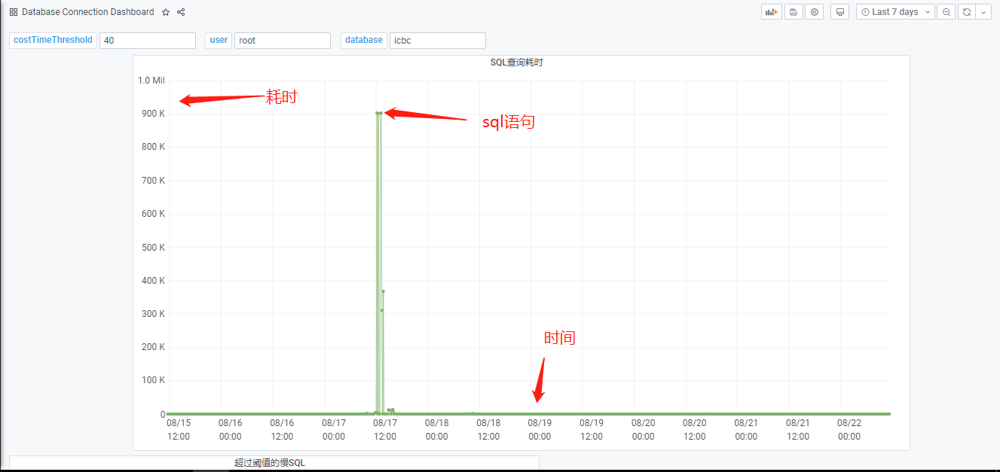 Database Connection Dashboard
Last 7 days
costTimeThreshold 40 user root database icbc
SQL查询耗时
1.0 Mil
耗时
900 K
sql语句
800 K
700 K
600 K
500 K
400 K
300 K
时间
200 K
100 K
0
08/15 08/16 08/16 08/17 08/17 08/18 08/18 08/19 08/19 08/20 08/20 08/21 08/21 08/22
12:00 00:00 12:00 00:00 12:00 00:00 12:00 00:00 12:00 00:00 12:00 00:00 12:00 00:00
超过阈值的慢SQL